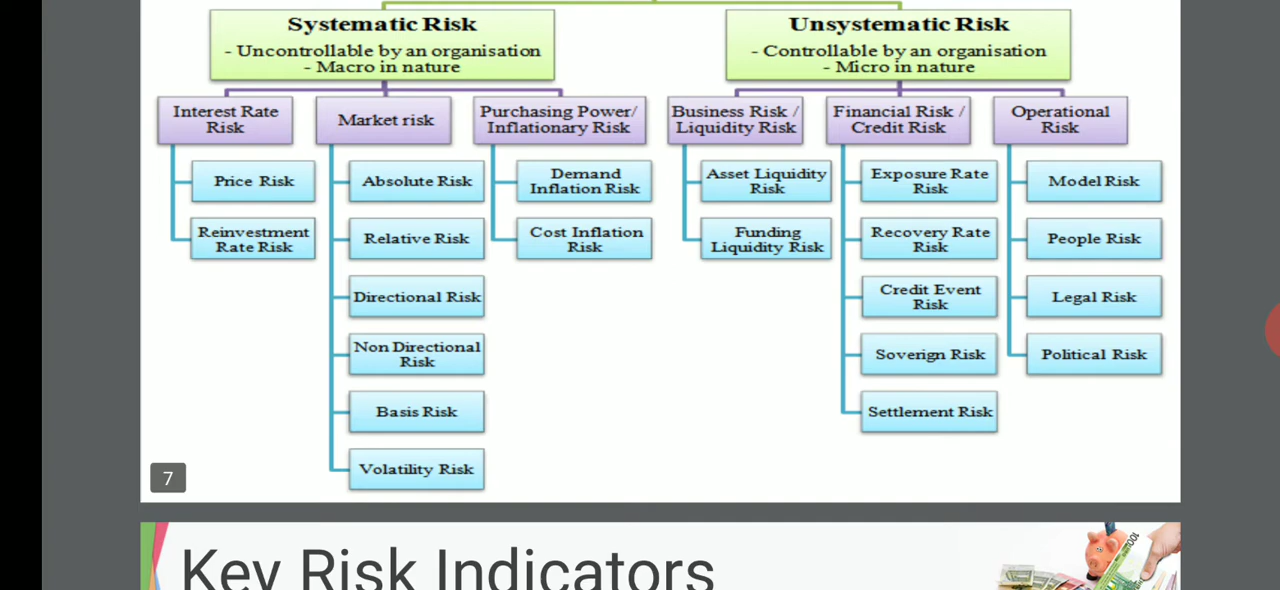 Systematic Risk
- Uncontrollable by an organisation
- Macro in nature
Unsystematic Risk
- Controllable by an organisation
- Micro in nature
Interest Rate
Risk
Price Risk
Reinvestment
Rate Risk
Market risk
Absolute Risk
Relative Risk
Directional Risk
Non Directional
Risk
Basis Risk
Volatility Risk
Purchasing Power/
Inflationary Risk
Demand
Inflation Risk
Cost Inflation
Risk
Business Risk /
Liquidity Risk
Asset Liquidity
Risk
Funding
Liquidity Risk
Financial Risk /
Credit Risk
Exposure Rate
Risk
Recovery Rate
Risk
Credit Event
Risk
Soverign Risk
Settlement Risk
Operational
Risk
Model Risk
People Risk
Legal Risk
Political Risk
7
Key Risk Indicators
100